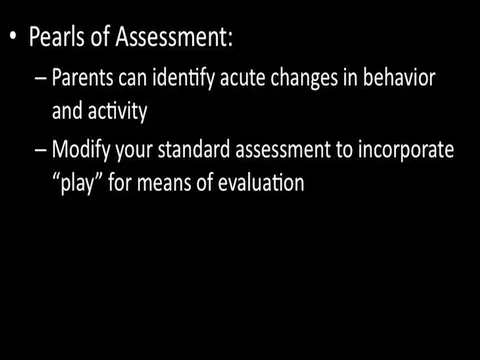 • Pearls of Assessment:
– Parents can identify acute changes in behavior
and activity
– Modify your standard assessment to incorporate
“play” for means of evaluation